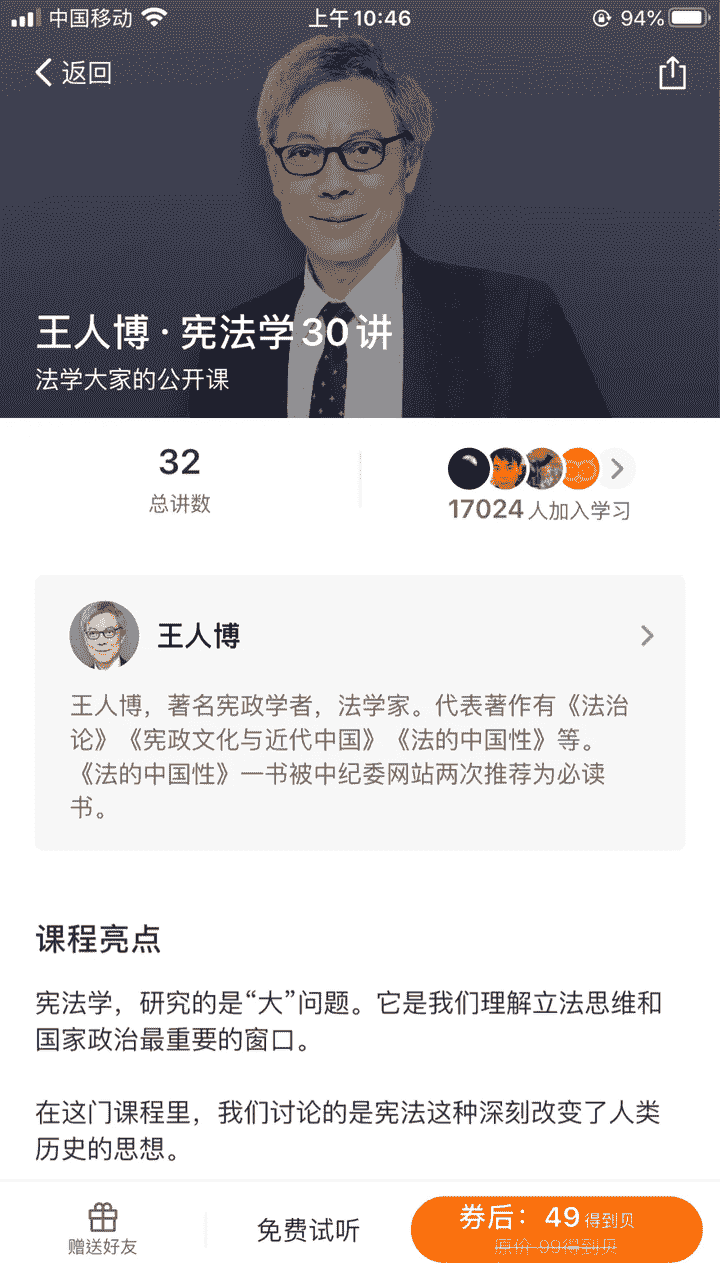 中国移动
上午10:46
94%
返回
王人博·宪法学30讲
法学大家的公开课
32
总讲数
17024人加入学习
王人博
王人博，著名宪政学者，法学家。代表著作有《法治
论》《宪政文化与近代中国》《法的中国性》等。
《法的中国性》一书被中纪委网站两次推荐为必读
书。
课程亮点
宪法学，研究的是“大”问题。它是我们理解立法思维和
国家政治最重要的窗口。
在这门课程里，我们讨论的是宪法这种深刻改变了人类
历史的思想。
赠送好友
免费试听
券后：49得到贝
原价 99得到贝